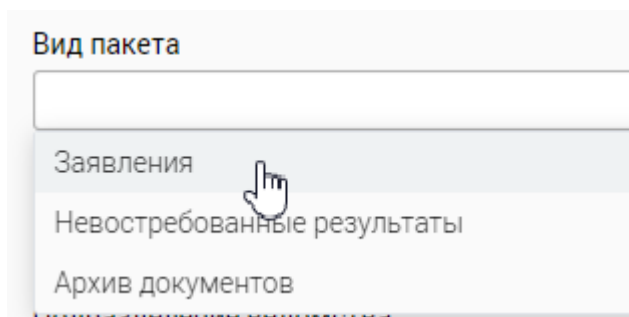 Вид пакета
Заявления
Невостребованные результаты
Архив документов